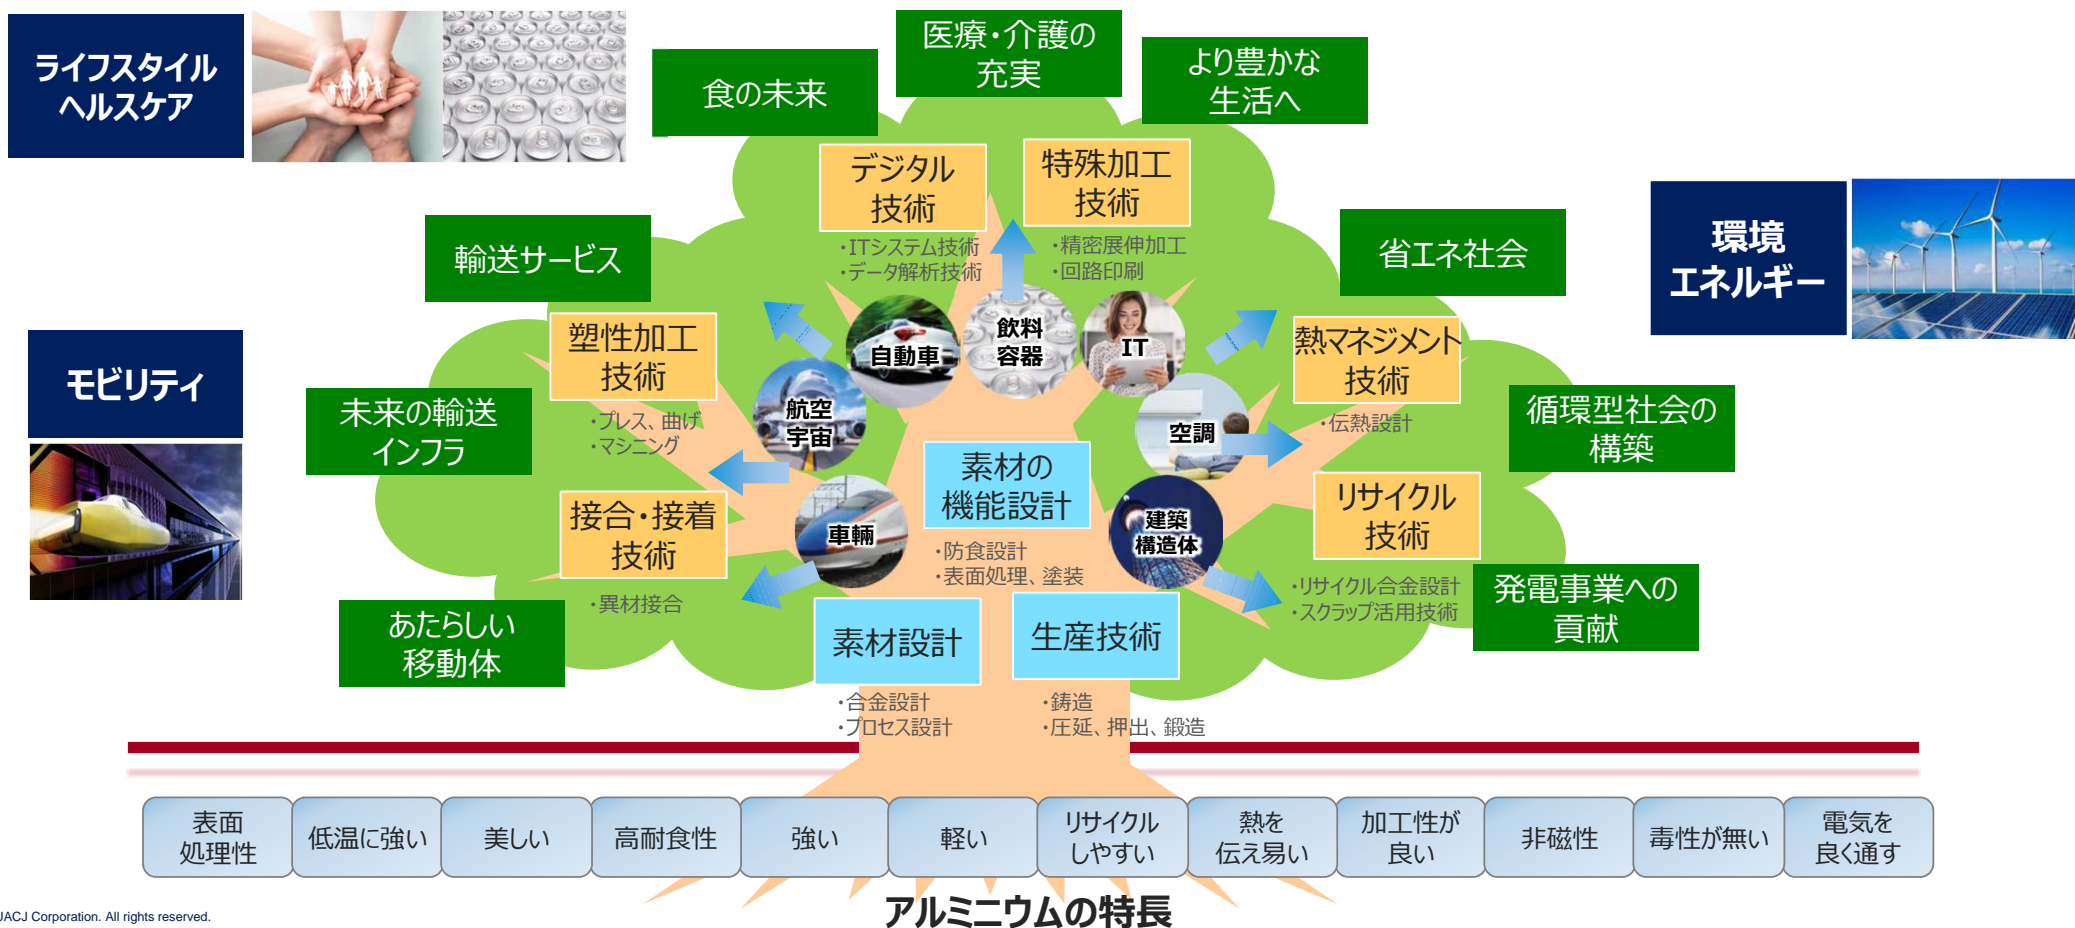 ライフスタイル
ヘルスケア
食の未来
医療・介護の
充実
より豊かな
生活へ
デジタル
技術
・ITシステム技術
・データ解析技術
特殊加工
技術
・精密展伸加工
・回路印刷
輸送サービス
省エネ社会
環境
エネルギー
モビリティ
塑性加工
技術
・プレス、曲げ
・マシニング
自動車
飲料
容器
IT
熱マネジメント
技術
・伝熱設計
未来の輸送
インフラ
航空
宇宙
空調
循環型社会の
構築
接合・接着
技術
・異材接合
車輌
素材の
機能設計
・防食設計
・表面処理、塗装
建築
構造体
リサイクル
技術
・リサイクル合金設計
・スクラップ活用技術
あたらしい
移動体
発電事業への
貢献
素材設計
・合金設計
・プロセス設計
生産技術
・鋳造
・圧延、押出、鍛造
表面
処理性
低温に強い
美しい
高耐食性
強い
軽い
リサイクル
しやすい
熱を
伝え易い
加工性が
良い
非磁性
毒性が無い
電気を
良く通す
アルミニウムの特長
UACJ Corporation. All rights reserved.